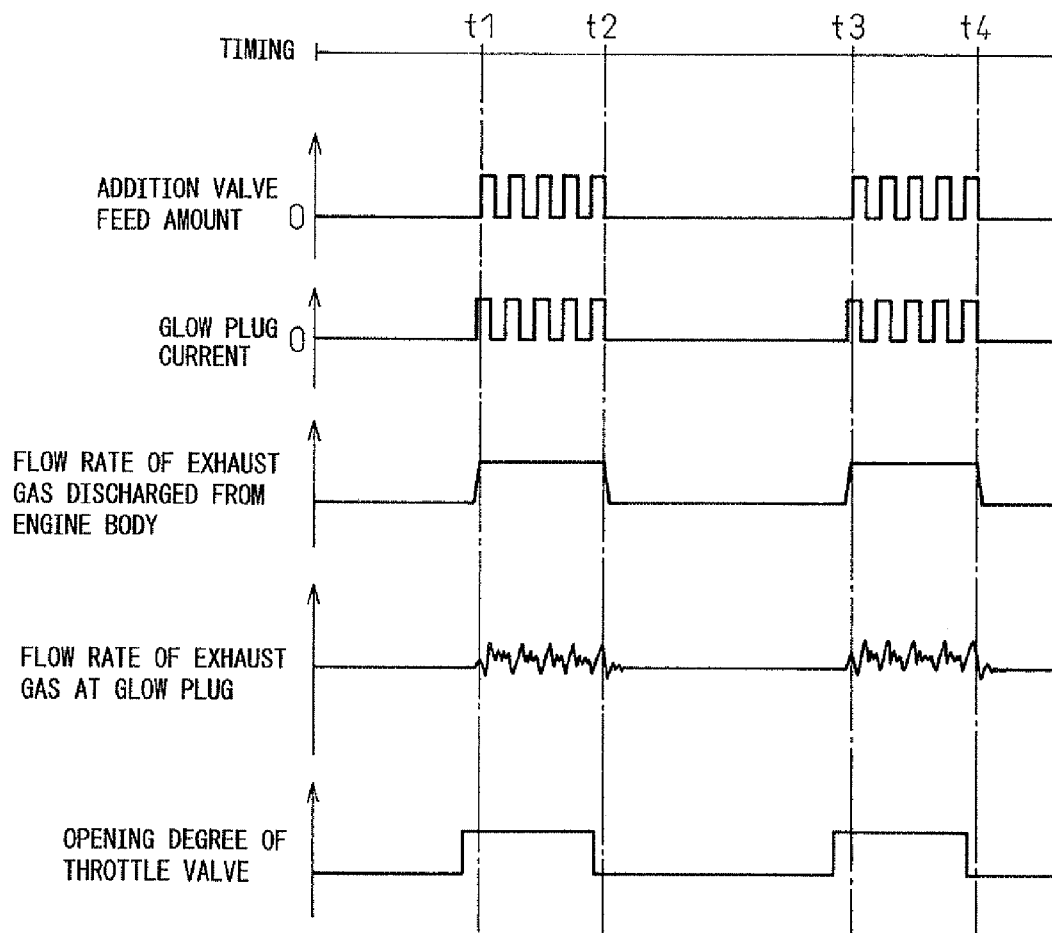 t1 t2 t3 t4
TIMING
ADDITION VALVE
FEED AMOUNT
0
GLOW PLUG
CURRENT
0
FLOW RATE OF EXHAUST
GAS DISCHARGED FROM
ENGINE BODY
FLOW RATE OF EXHAUST
GAS AT GLOW PLUG
OPENING DEGREE OF
THROTTLE VALVE